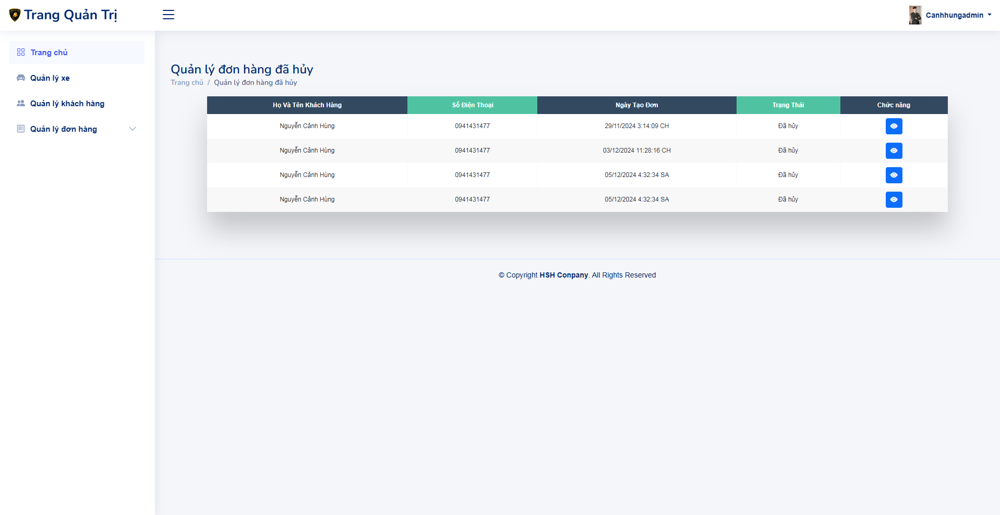 Trang Quản Trị
Canhhungadmin
Trang chủ
Quản lý xe
Quản lý khách hàng
Quản lý đơn hàng
Quản lý đơn hàng đã hủy
Trang chủ / Quản lý đơn hàng đã hủy
Họ Và Tên Khách Hàng Số Điện Thoại Ngày Tạo Đơn Trạng Thái Chức năng
Nguyễn Cảnh Hùng 0941431477 29/11/2024 3:14:09 CH Đã hủy
Nguyễn Cảnh Hùng 0941431477 03/12/2024 11:28:16 CH Đã hủy
Nguyễn Cảnh Hùng 0941431477 05/12/2024 4:32:34 SA Đã hủy
Nguyễn Cảnh Hùng 0941431477 05/12/2024 4:32:34 SA Đã hủy
© Copyright HSH Conpany. All Rights Reserved